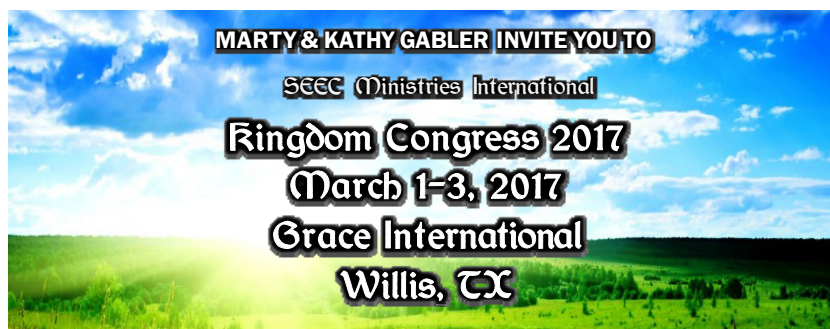 MARTY & KATHY GABLER INVITE YOU TO
SEEC Ministries International
Kingdom Congress 2017
March 1-3, 2017
Grace International
Willis, TX